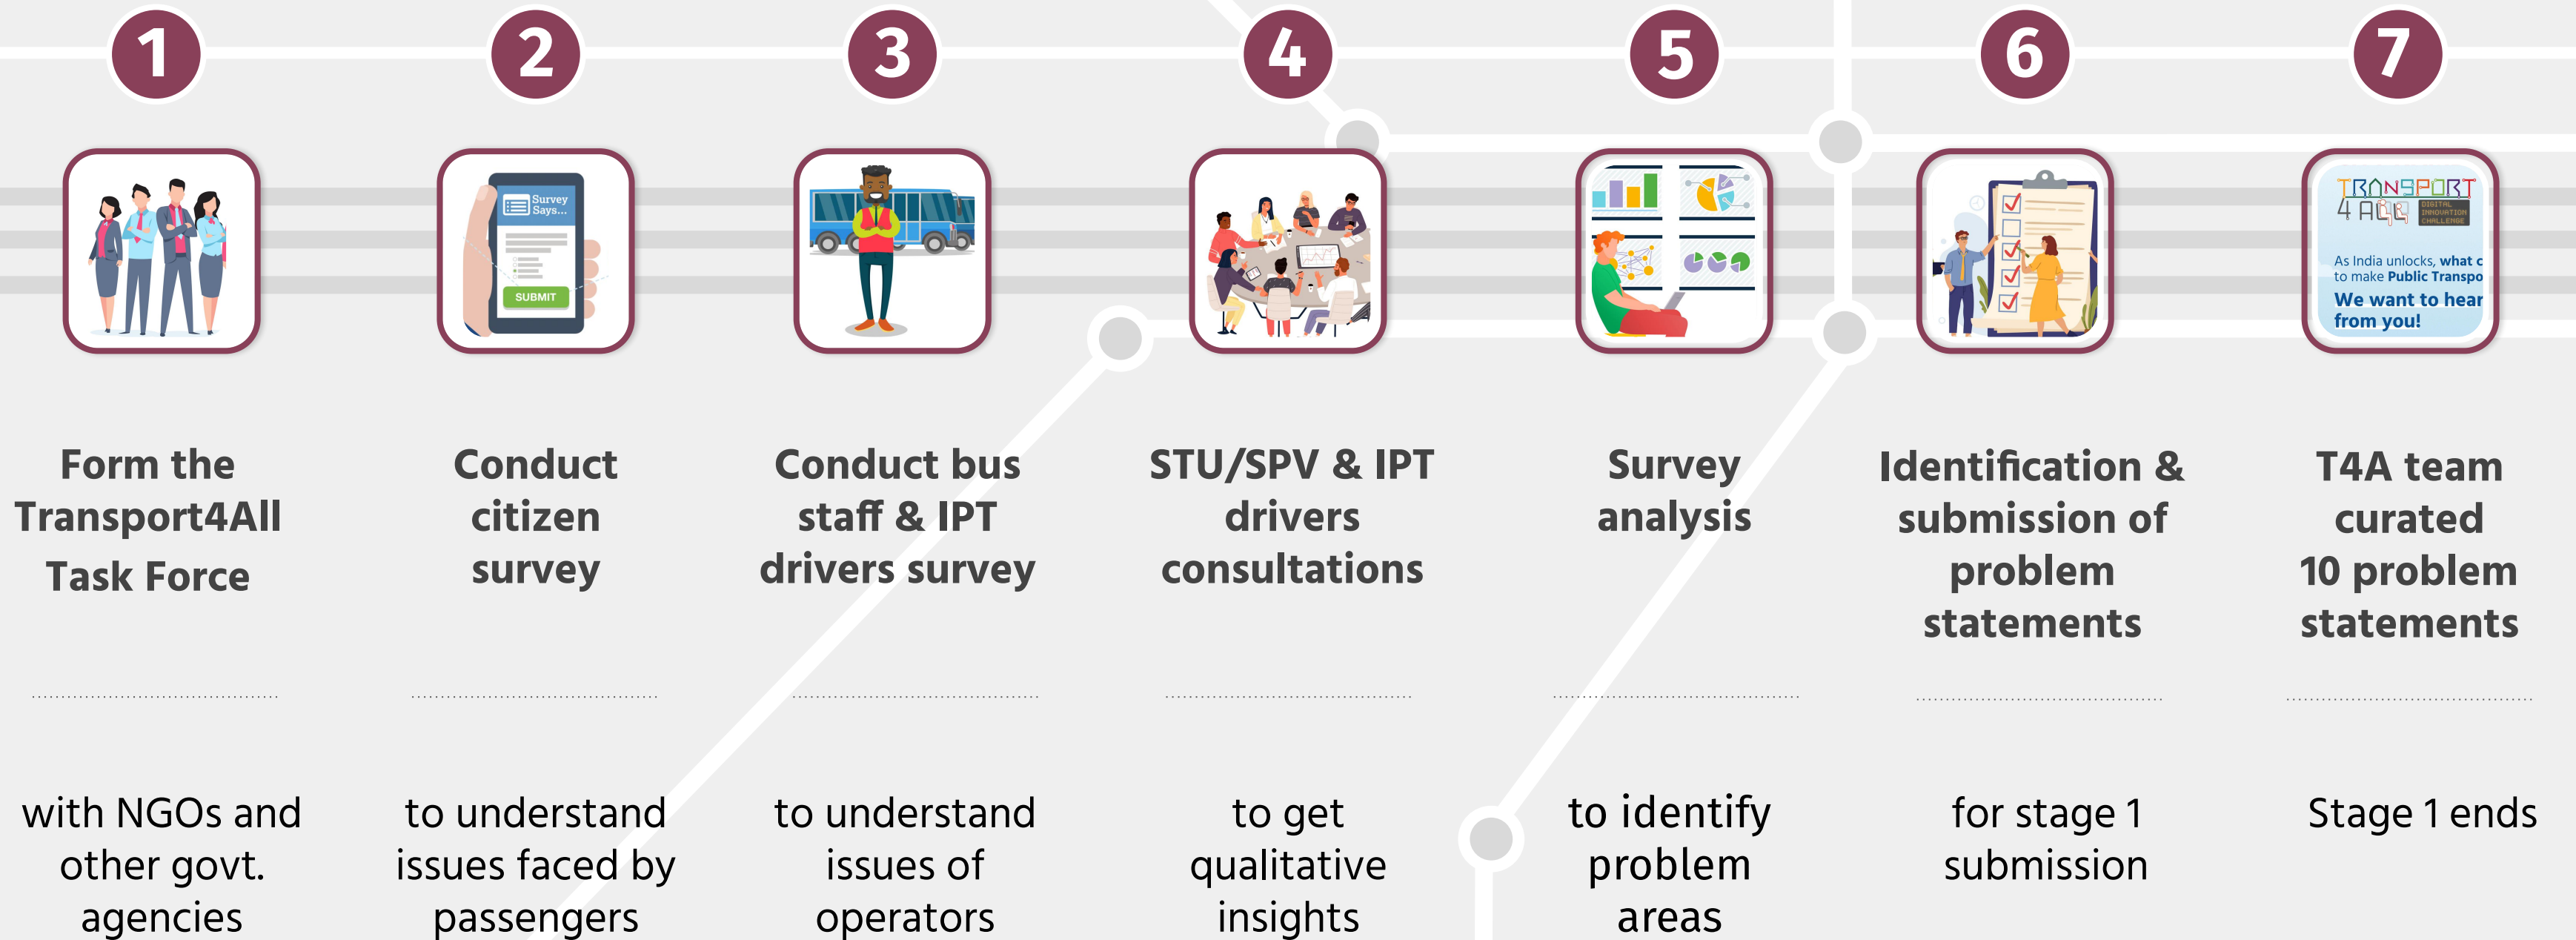 1
2
3
4
5
6
7
Survey
Says...
SUBMIT
TRANSPORT
4 ALL
DIGITAL
INNOVATION
CHALLENGE
As India unlocks, what c
to make Public Transpo
We want to hear
from you!
Form the
Transport4All
Task Force
with NGOs and
other govt.
agencies
Conduct
citizen
survey
to understand
issues faced by
passengers
Conduct bus
staff & IPT
drivers survey
to understand
issues of
operators
STU/SPV & IPT
drivers
consultations
to get
qualitative
insights
Survey
analysis
to identify
problem
areas
Identification &
submission of
problem
statements
for stage 1
submission
T4A team
curated
10 problem
statements
Stage 1 ends